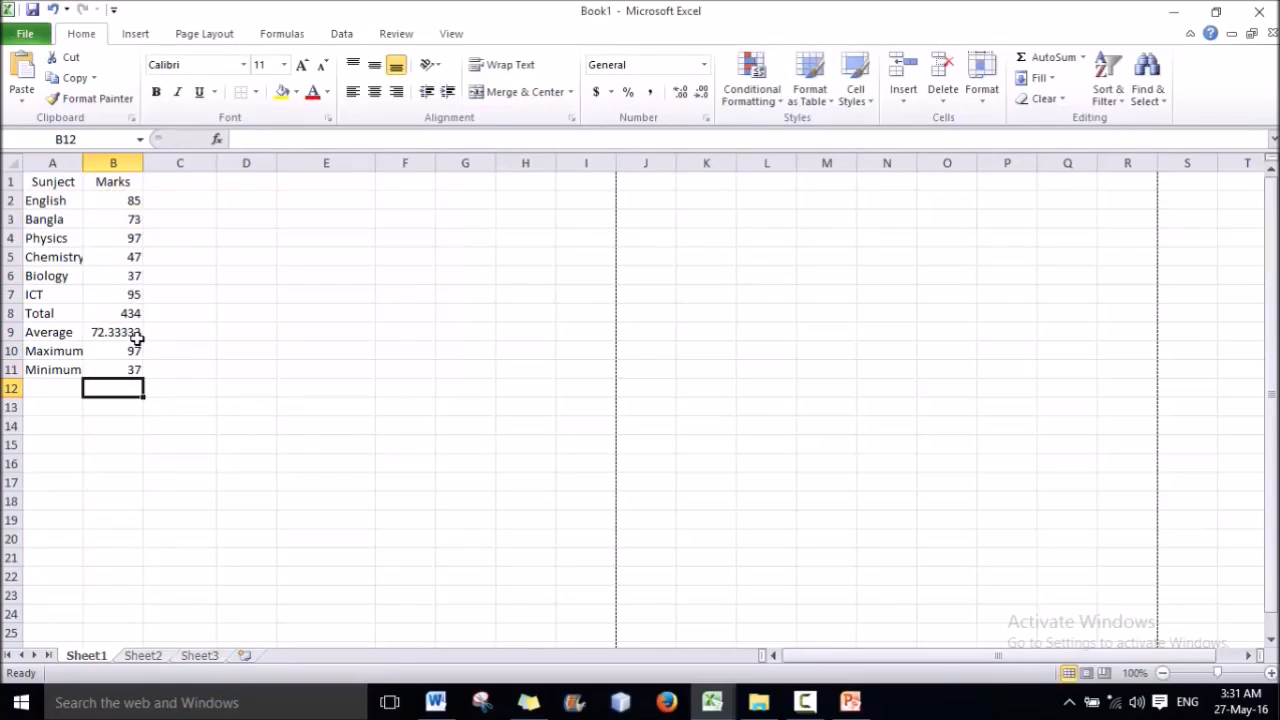 Book1 - Microsoft Excel
File Home Insert Page Layout Formulas Data Review View
Cut
Copy
Format Painter
Paste
Clipboard
Calibri 11
Font
Wrap Text
Merge & Center
Alignment
General
$ % ,
Number
Conditional Formatting
Format as Table
Cell Styles
Styles
Insert
Delete
Format
Cells
Σ AutoSum
Fill
Clear
Sort & Filter
Find & Select
Editing
B12 fx
A B C D E F G H I J K L M N O P Q R S T
1 Sunject Marks
2 English 85
3 Bangla 73
4 Physics 97
5 Chemistry 47
6 Biology 37
7 ICT 95
8 Total 434
9 Average 72.33333
10 Maximum 97
11 Minimum 37
12
13
14
15
16
17
18
19
20
21
22
23
24
25
Activate Windows
Go to Settings to activate Windows.
Sheet1 Sheet2 Sheet3
Ready 100%
Search the web and Windows
ENG
3:31 AM
27-May-16